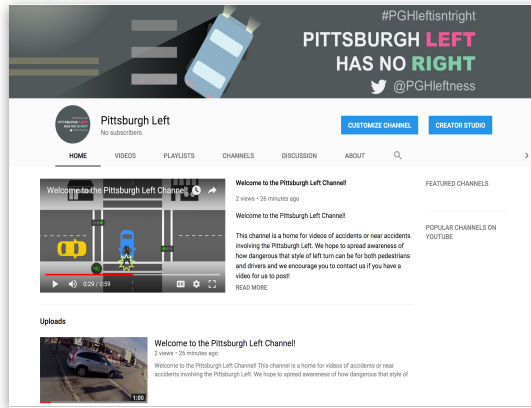 #PGHleftisntright
PITTSBURGH LEFT
HAS NO RIGHT
@PGHleftness
PITTSBURGH LEFT
HAS NO RIGHT
Pittsburgh Left
No subscribers
CUSTOMIZE CHANNEL
CREATOR STUDIO
HOME
VIDEOS
PLAYLISTS
CHANNELS
DISCUSSION
ABOUT
Welcome to the Pittsburgh Left Channel!
0:29 / 0:59
CC
Welcome to the Pittsburgh Left Channel!
2 views • 26 minutes ago
Welcome to the Pittsburgh Left Channel!
This channel is a home for videos of accidents or near accidents
involving the Pittsburgh Left. We hope to spread awareness of
how dangerous that style of left turn can be for both pedestrians
and drivers and we encourage you to contact us if you have a
video for us to post!
READ MORE
FEATURED CHANNELS
POPULAR CHANNELS ON
YOUTUBE
Uploads
1:00
Welcome to the Pittsburgh Left Channel!
2 views • 26 minutes ago
Welcome to the Pittsburgh Left Channel! This channel is a home for videos of accidents or near
accidents involving the Pittsburgh Left. We hope to spread awareness of how dangerous that style of